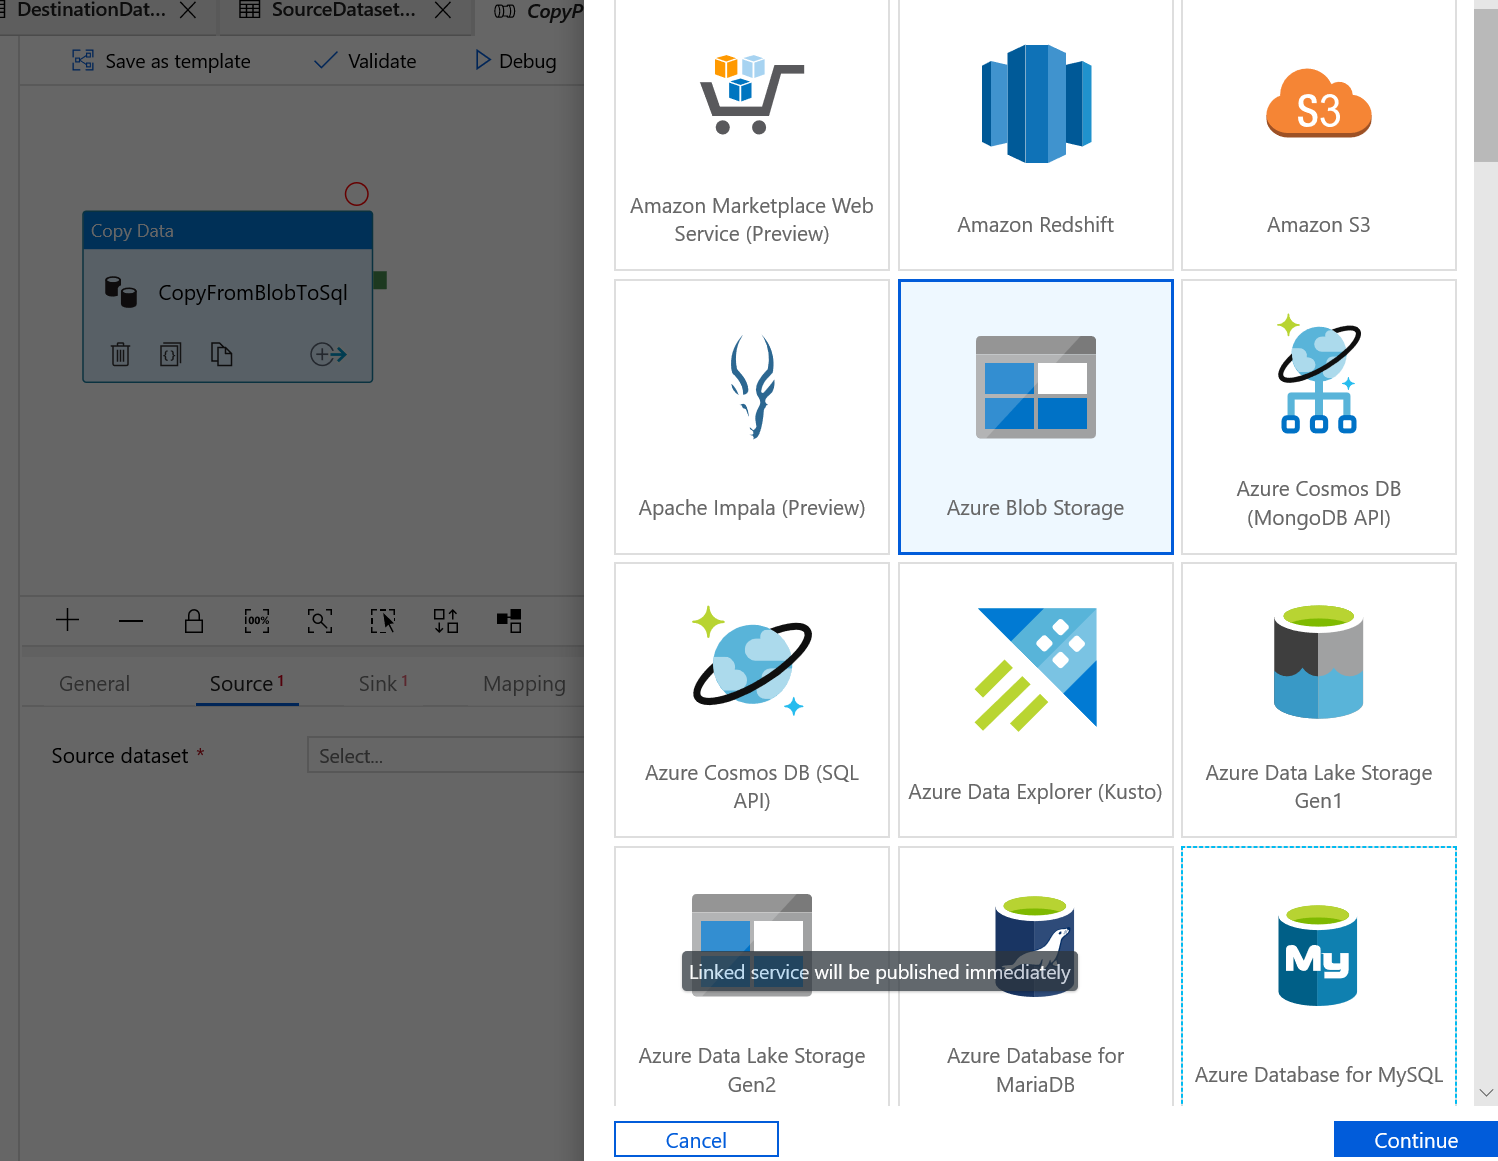 DestinationDat...
SourceDataset...
CopyP
Save as template
Validate
Debug
Copy Data
CopyFromBlobToSql
{}
100%
General
Source 1
Sink 1
Mapping
Source dataset *
Select...
Amazon Marketplace Web
Service (Preview)
Amazon Redshift
S3
Amazon S3
Apache Impala (Preview)
Azure Blob Storage
Azure Cosmos DB
(MongoDB API)
Azure Cosmos DB (SQL
API)
Azure Data Explorer (Kusto)
Azure Data Lake Storage
Gen1
Linked service will be published immediately
Azure Data Lake Storage
Gen2
Azure Database for
MariaDB
My
Azure Database for MySQL
Cancel
Continue